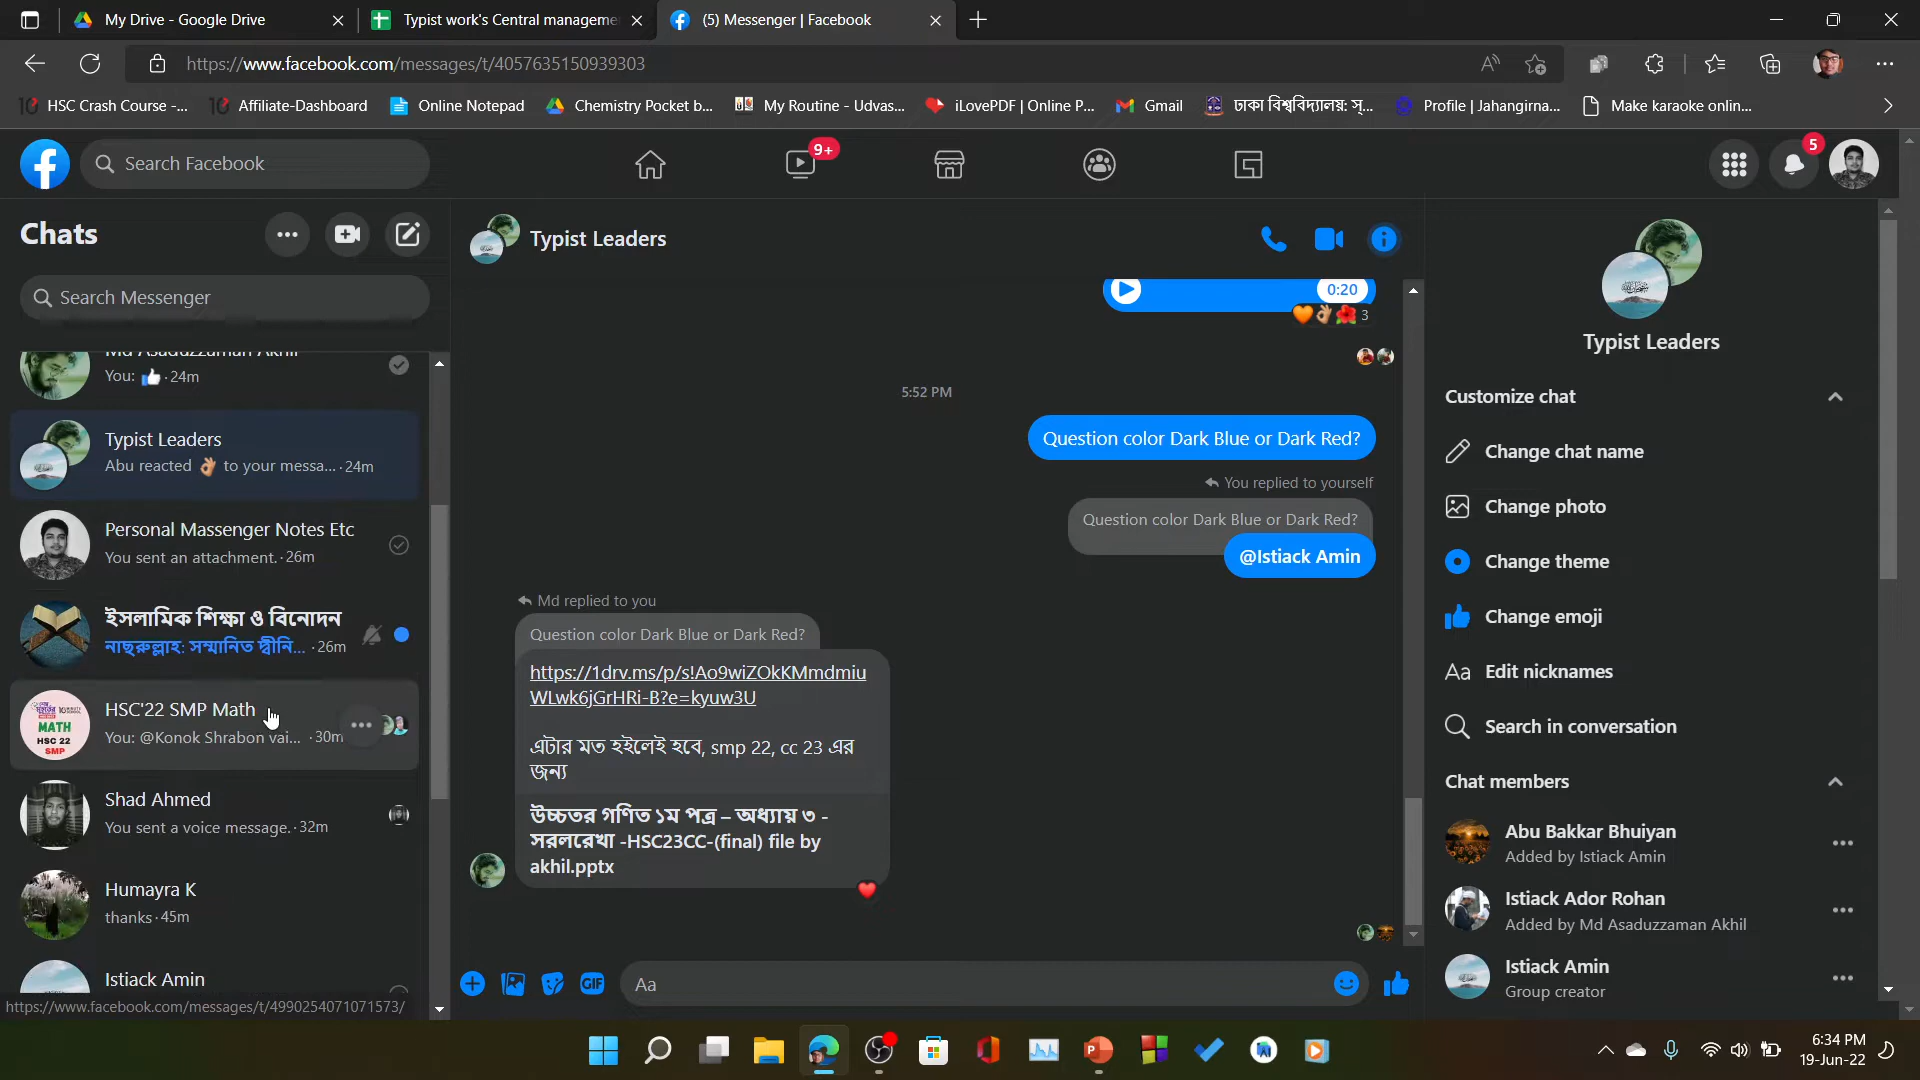 My Drive - Google Drive
Typist work's Central manageme
(5) Messenger | Facebook
https://www.facebook.com/messages/t/4057635150939303
HSC Crash Course -...
Affiliate-Dashboard
Online Notepad
Chemistry Pocket b...
My Routine - Udvas...
iLovePDF | Online P...
Gmail
ঢাকা বিশ্ববিদ্যালয়: স্...
Profile | Jahangirna...
Make karaoke onlin...
Search Facebook
9+
5
Chats
Search Messenger
Md Asaduzzaman Akhil
You: 👍 · 24m
Typist Leaders
Abu reacted 👌🏽 to your messa... · 24m
Personal Massenger Notes Etc
You sent an attachment. · 26m
ইসলামিক শিক্ষা ও বিনোদন
নাছরুল্লাহ: সম্মানিত দ্বীনি... · 26m
HSC'22 SMP Math
You: @Konok Shrabon vai... · 30m
MATH
HSC 22
SMP
Shad Ahmed
You sent a voice message. · 32m
Humayra K
thanks · 45m
Istiack Amin
https://www.facebook.com/messages/t/4990254071071573/
Typist Leaders
0:20
3
5:52 PM
Question color Dark Blue or Dark Red?
You replied to yourself
Question color Dark Blue or Dark Red?
@Istiack Amin
Md replied to you
Question color Dark Blue or Dark Red?
https://1drv.ms/p/s!Ao9wiZOkKMmdmiu
WLwk6jGrHRi-B?e=kyuw3U
এটার মত হইলেই হবে, smp 22, cc 23 এর
জন্য
উচ্চতর গণিত ১ম পত্র – অধ্যায় ৩ -
সরলরেখা -HSC23CC-(final) file by
akhil.pptx
GIF
Aa
Typist Leaders
Customize chat
Change chat name
Change photo
Change theme
Change emoji
Aa Edit nicknames
Search in conversation
Chat members
Abu Bakkar Bhuiyan
Added by Istiack Amin
Istiack Ador Rohan
Added by Md Asaduzzaman Akhil
Istiack Amin
Group creator
6:34 PM
19-Jun-22